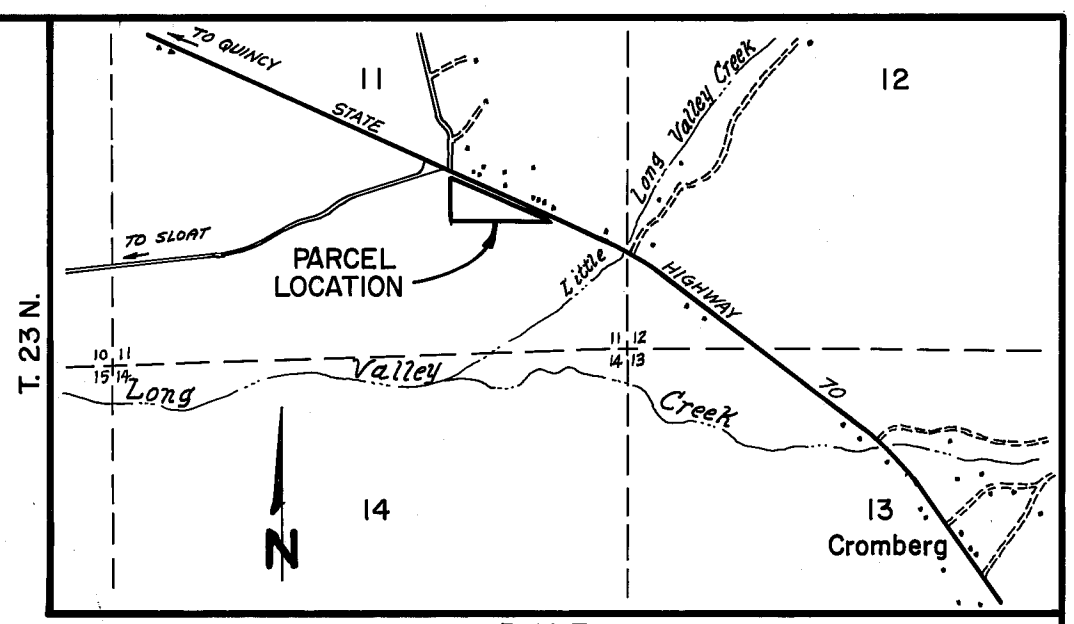 TO QUINCY
11
12
STATE
Little Long Valley Creek
TO SLOAT
PARCEL
LOCATION
HIGHWAY
70
T. 23 N.
10 11
15 14
11 12
14 13
Long Valley Creek
N
14
13
Cromberg